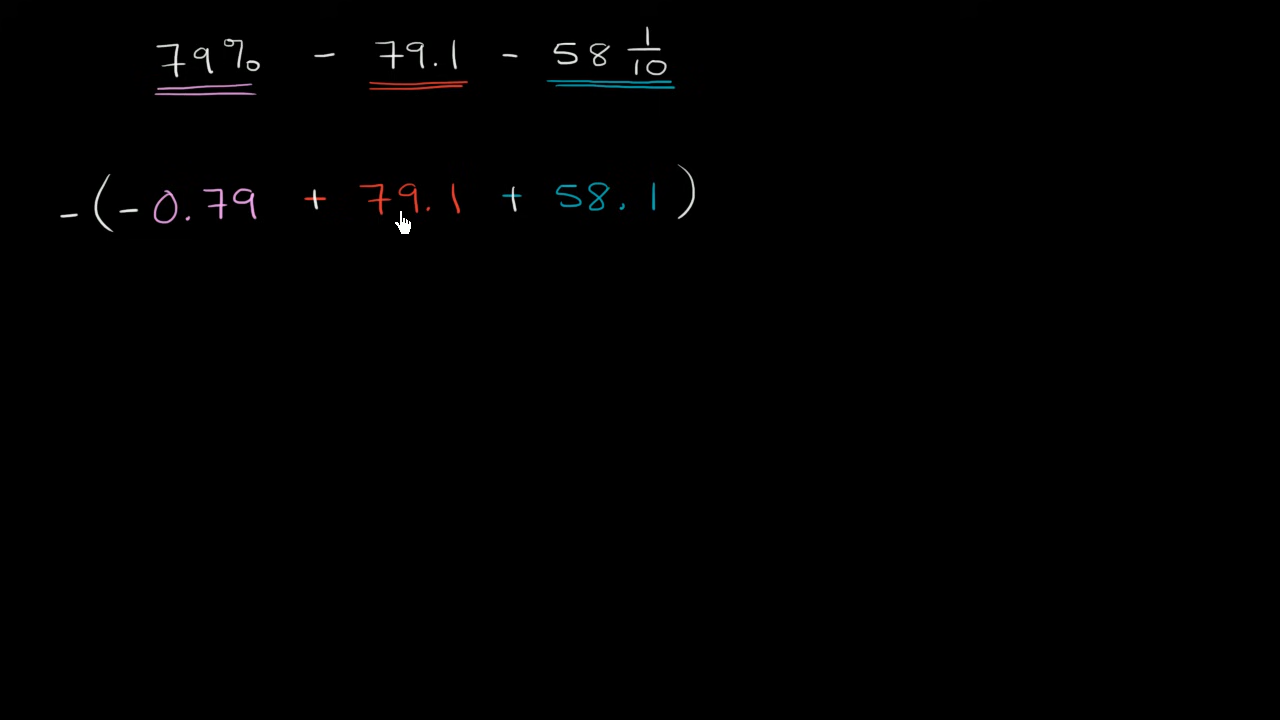 79% - 79.1 - 58 1/10
-(-0.79 + 79.1 + 58.1)